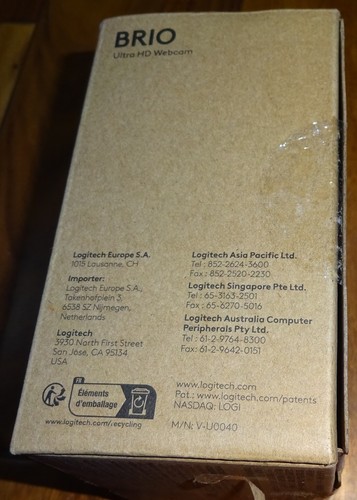 BRIO
Ultra HD Webcam
Logitech Europe S.A.
1015 Lausanne, CH
Importer:
Logitech Europe S.A.,
Takenhofplein 3,
6538 SZ Nijmegen,
Netherlands
Logitech
3930 North First Street
San Jose, CA 95134
USA
Logitech Asia Pacific Ltd.
Tel : 852-2624-3600
Fax : 852-2520-2230
Logitech Singapore Pte Ltd.
Tel : 65-3163-2501
Fax : 65-6270-5016
Logitech Australia Computer
Peripherals Pty Ltd.
Tel : 61-2-9764-8300
Fax: 61-2-9642-0151
FR
Éléments
d'emballage
www.logitech.com/recycling
www.logitech.com
Pat.: www.logitech.com/patents
NASDAQ: LOGI
M/N: V-U0040